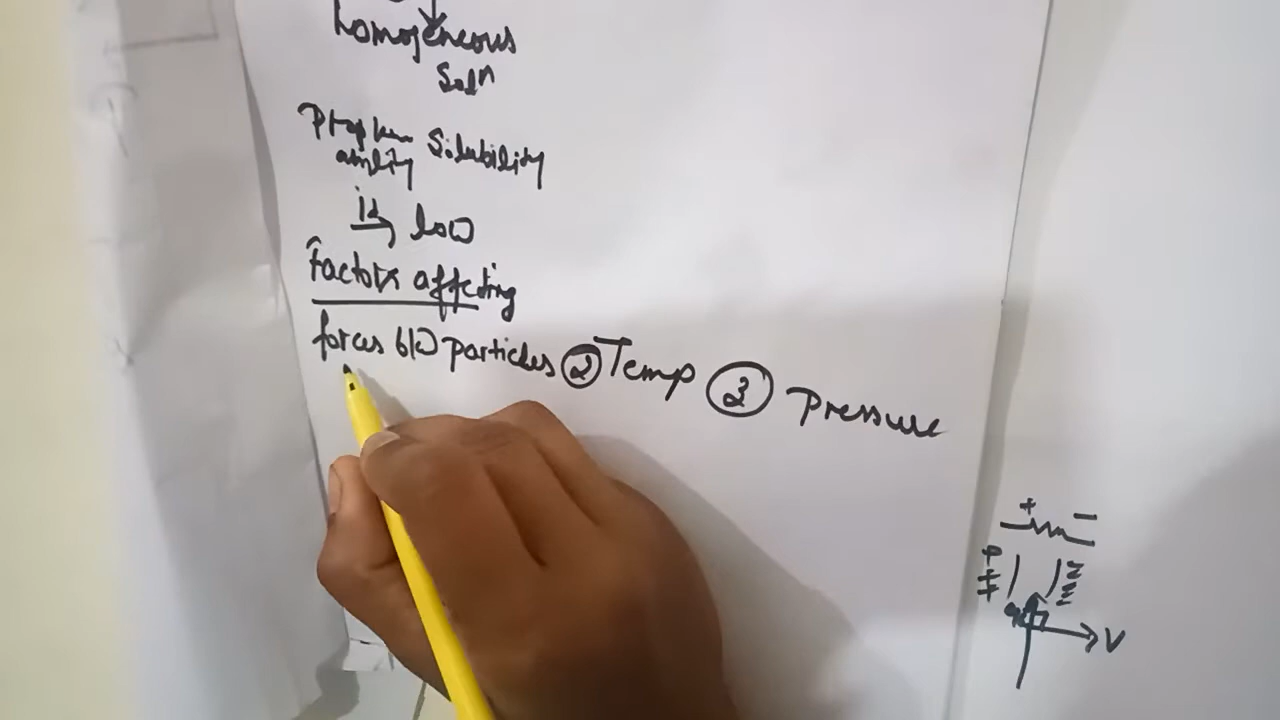 homogeneous
Solⁿ
Solubility
is low
Factors affecting
forces b/w particles ② Temp ③ Pressure
+ −
V